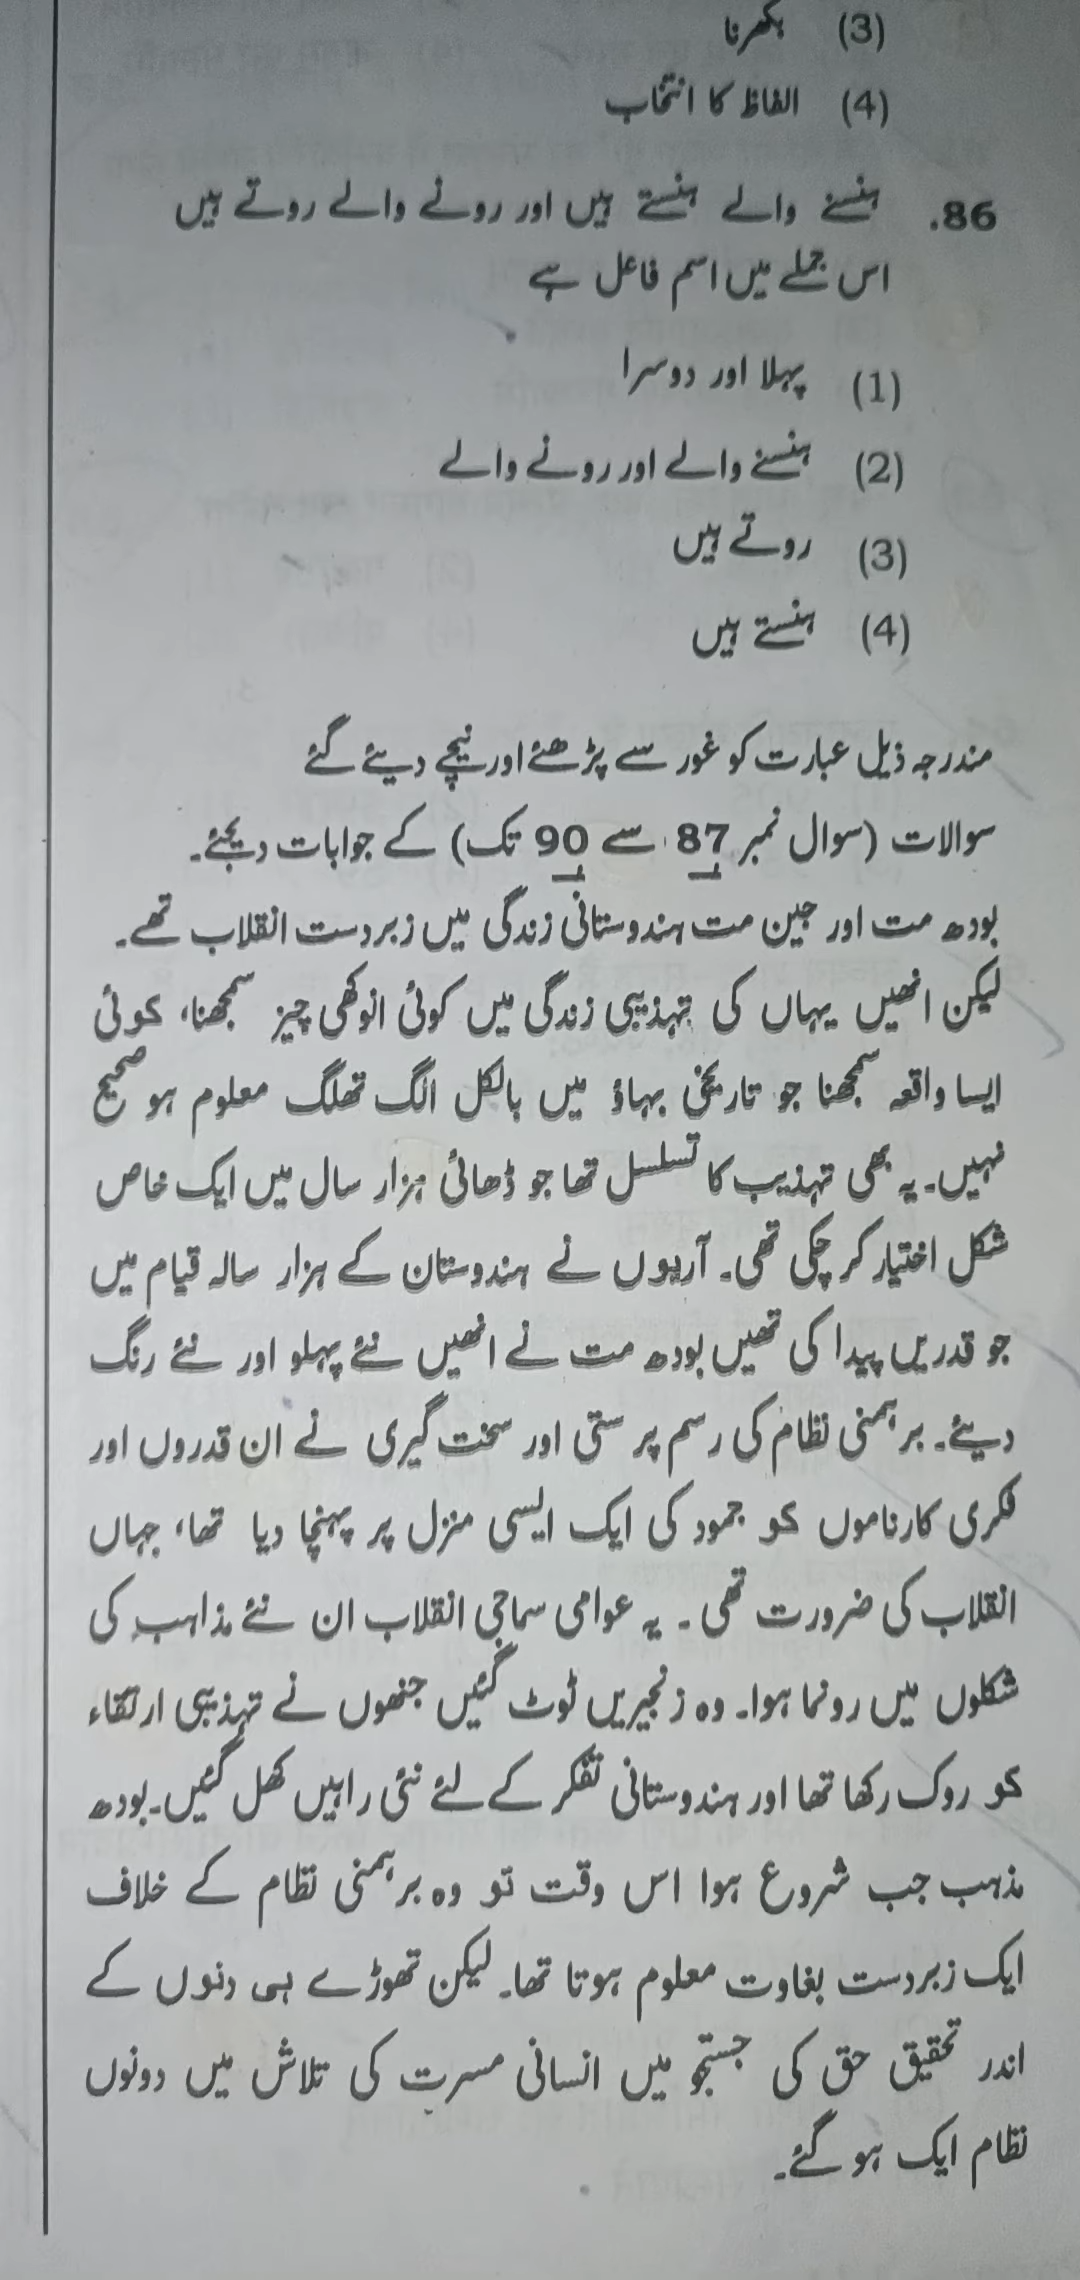 (3) بکھرنا
(4) الفاظ کا انتخاب
86. ہنسنے والے ہنستے ہیں اور رونے والے روتے ہیں
اس جملے میں اسم فاعل ہے
(1) پہلا اور دوسرا
(2) ہنسنے والے اور رونے والے
(3) روتے ہیں
(4) ہنستے ہیں
مندرجہ ذیل عبارت کو غور سے پڑھئے اور نیچے دیئے گئے
سوالات (سوال نمبر 87 سے 90 تک) کے جوابات دیجئے۔
بودھ مت اور جین مت ہندوستانی زندگی میں زبردست انقلاب تھے۔
لیکن انھیں یہاں کی تہذیبی زندگی میں کوئی انوکھی چیز سمجھنا، کوئی
ایسا واقعہ سمجھنا جو تاریخی بہاؤ میں بالکل الگ تھلگ معلوم ہو صحیح
نہیں۔ یہ بھی تہذیب کا تسلسل تھا جو ڈھائی ہزار سال میں ایک خاص
شکل اختیار کر چکی تھی۔ آریوں نے ہندوستان کے ہزار سالہ قیام میں
جو قدریں پیدا کی تھیں بودھ مت نے انھیں نئے پہلو اور نئے رنگ
دیئے۔ برہمنی نظام کی رسم پرستی اور سخت گیری نے ان قدروں اور
فکری کارناموں کو جمود کی ایک ایسی منزل پر پہنچا دیا تھا، جہاں
انقلاب کی ضرورت تھی۔ یہ عوامی سماجی انقلاب ان نئے مذاہب کی
شکلوں میں رونما ہوا۔ وہ زنجیریں ٹوٹ گئیں جنھوں نے تہذیبی ارتقاء
کو روک رکھا تھا اور ہندوستانی تفکر کے لئے نئی راہیں کھل گئیں۔ بودھ
مذہب جب شروع ہوا اس وقت تو وہ برہمنی نظام کے خلاف
ایک زبردست بغاوت معلوم ہوتا تھا۔ لیکن تھوڑے ہی دنوں کے
اندر تحقیق حق کی جستجو میں انسانی مسرت کی تلاش میں دونوں
نظام ایک ہو گئے۔